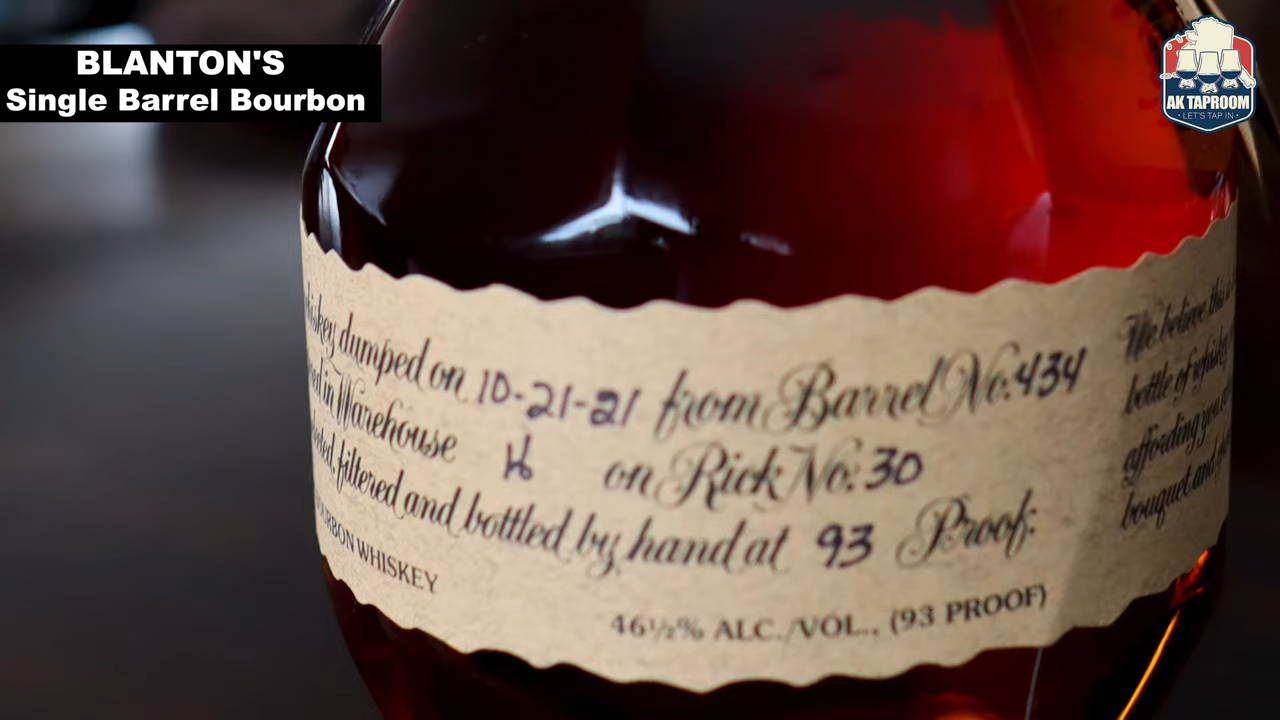 BLANTON'S
Single Barrel Bourbon
AK TAPROOM
· LET'S TAP IN ·
dumped on 10-21-21 from Barrel No: 434
in Warehouse H on Rick No: 30
filtered and bottled by hand at 93 Proof:
WHISKEY
46½% ALC./VOL., (93 PROOF)
We believe this
bottle of whiskey
affording you
bouquet and